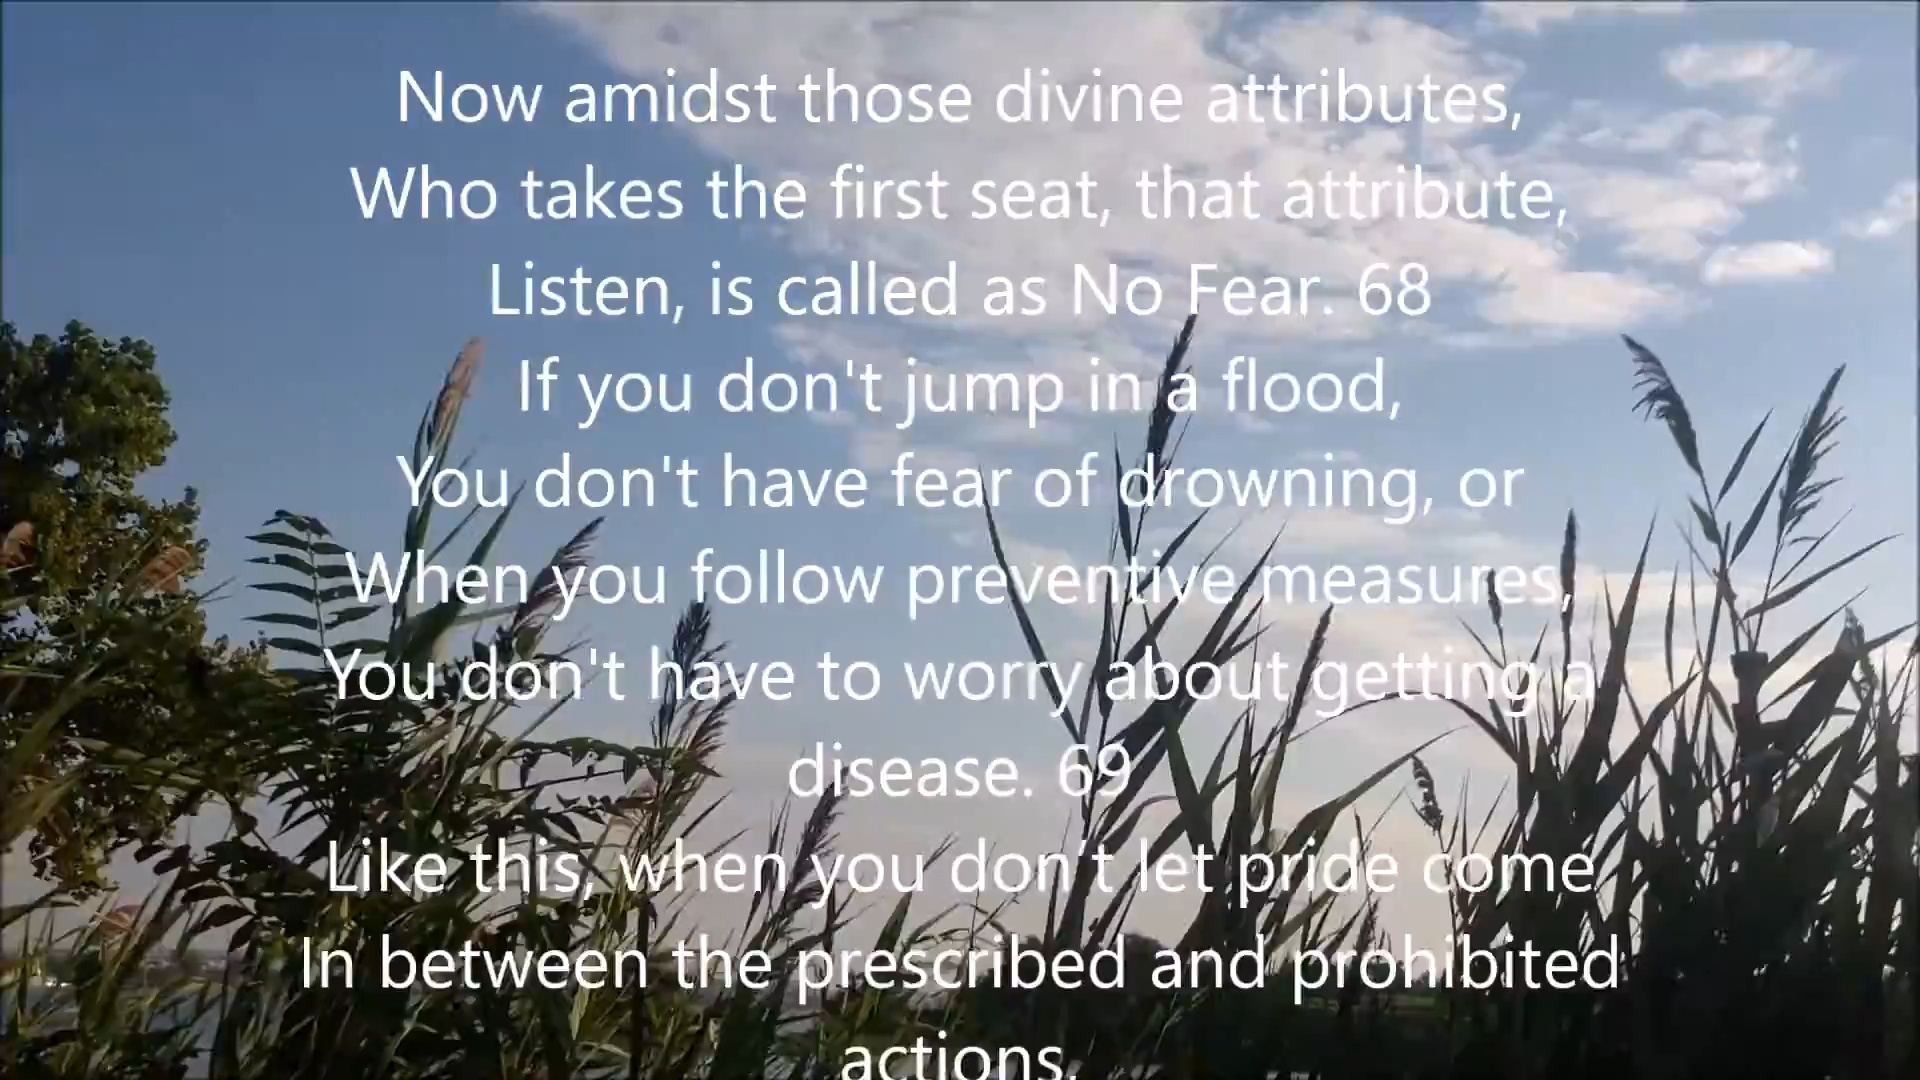 Now amidst those divine attributes,
Who takes the first seat, that attribute,
Listen, is called as No Fear. 68
If you don't jump in a flood,
You don't have fear of drowning, or
When you follow preventive measures,
You don't have to worry about getting a
disease. 69
Like this, when you don't let pride come
In between the prescribed and prohibited
actions,